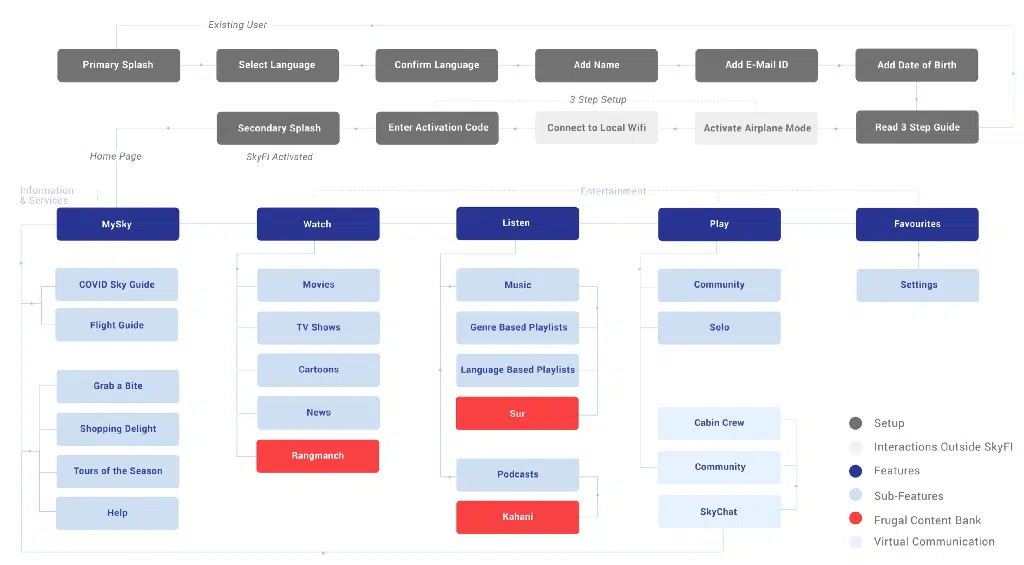 Existing User
Primary Splash
Select Language
Confirm Language
Add Name
Add E-Mail ID
Add Date of Birth
3 Step Setup
Secondary Splash
Enter Activation Code
Connect to Local Wifi
Activate Airplane Mode
Read 3 Step Guide
Home Page
SkyFI Activated
Information
& Services
Entertainment
MySky
Watch
Listen
Play
Favourites
COVID Sky Guide
Flight Guide
Grab a Bite
Shopping Delight
Tours of the Season
Help
Movies
TV Shows
Cartoons
News
Rangmanch
Music
Genre Based Playlists
Language Based Playlists
Sur
Podcasts
Kahani
Community
Solo
Cabin Crew
Community
SkyChat
Settings
Setup
Interactions Outside SkyFI
Features
Sub-Features
Frugal Content Bank
Virtual Communication